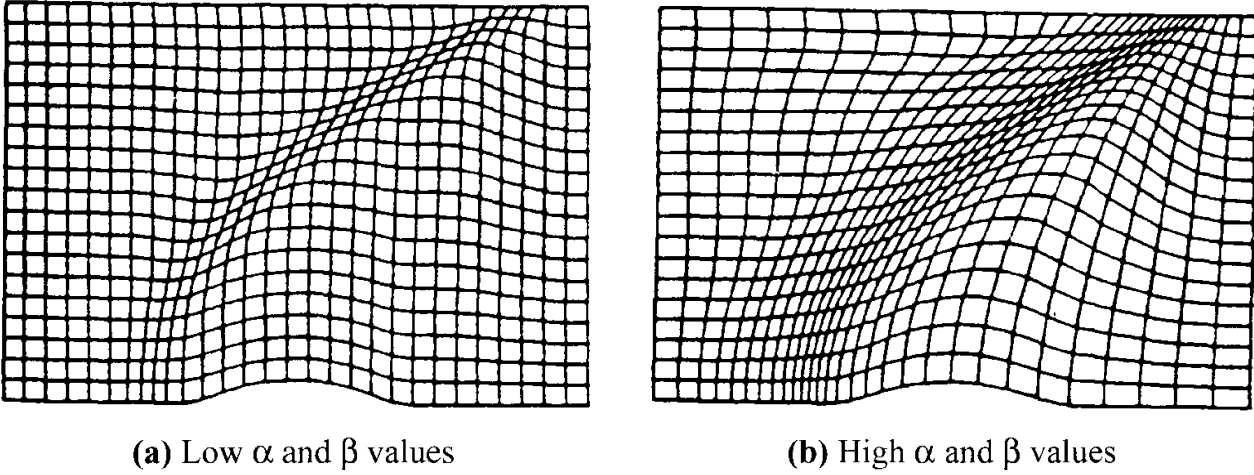 (a) Low α and β values
(b) High α and β values